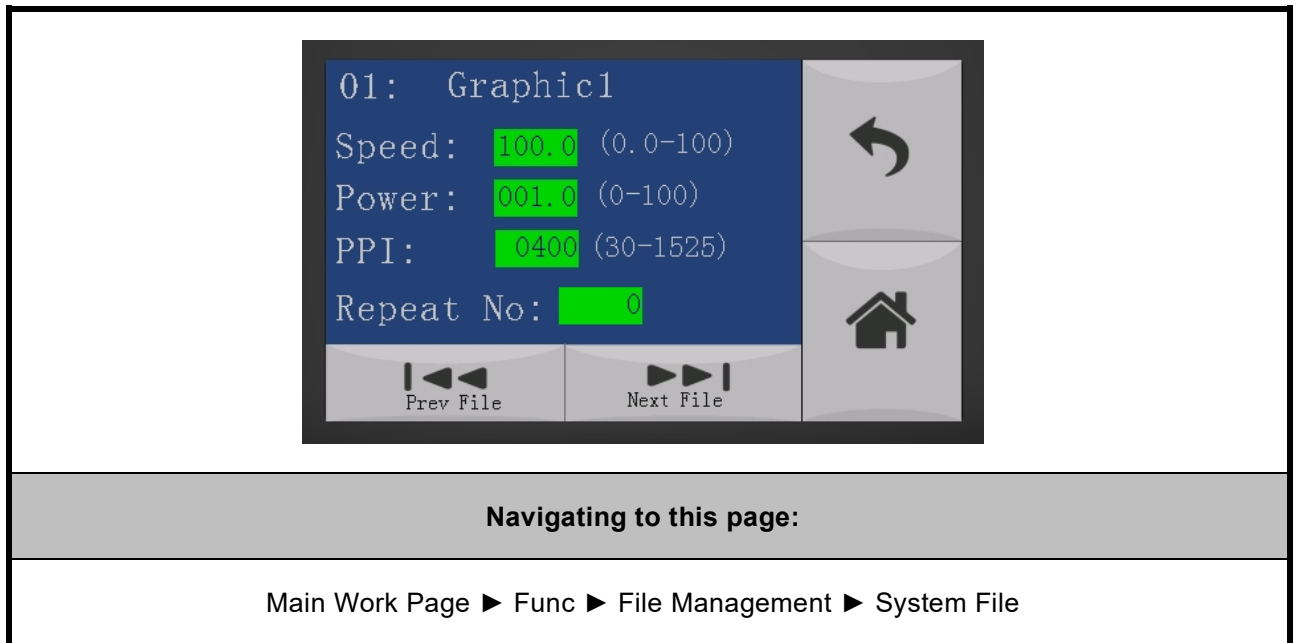 01: Graphic1
Speed: 100.0 (0.0-100)
Power: 001.0 (0-100)
PPI: 0400 (30-1525)
Repeat No: 0
Prev File Next File
Navigating to this page:
Main Work Page ► Func ► File Management ► System File